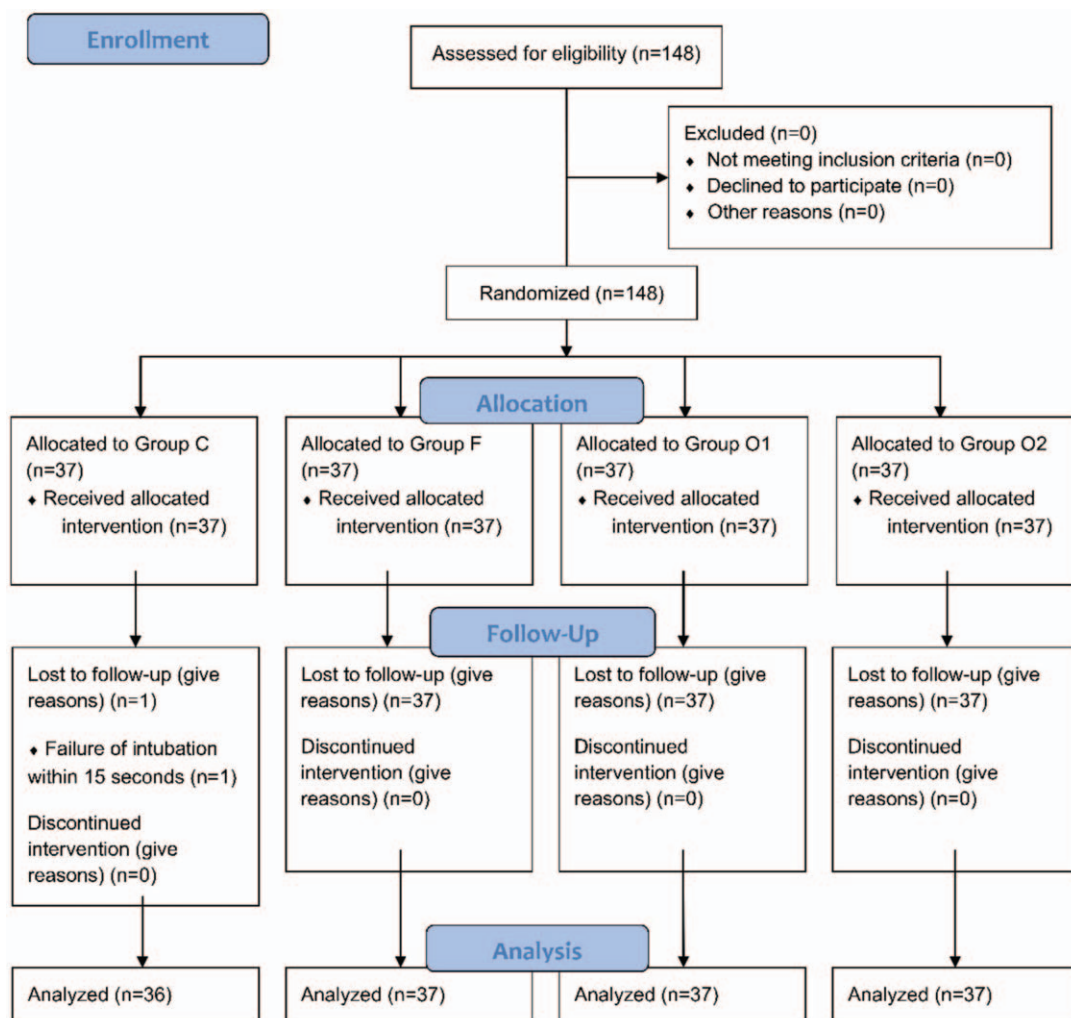 Enrollment
Assessed for eligibility (n=148)
Excluded (n=0)
♦ Not meeting inclusion criteria (n=0)
♦ Declined to participate (n=0)
♦ Other reasons (n=0)
Randomized (n=148)
Allocation
Allocated to Group C
(n=37)
♦ Received allocated
intervention (n=37)
Allocated to Group F
(n=37)
♦ Received allocated
intervention (n=37)
Allocated to Group O1
(n=37)
♦ Received allocated
intervention (n=37)
Allocated to Group O2
(n=37)
♦ Received allocated
intervention (n=37)
Follow-Up
Lost to follow-up (give
reasons) (n=1)
♦ Failure of intubation
within 15 seconds (n=1)
Discontinued
intervention (give
reasons) (n=0)
Lost to follow-up (give
reasons) (n=37)
Discontinued
intervention (give
reasons) (n=0)
Lost to follow-up (give
reasons) (n=37)
Discontinued
intervention (give
reasons) (n=0)
Lost to follow-up (give
reasons) (n=37)
Discontinued
intervention (give
reasons) (n=0)
Analysis
Analyzed (n=36)
Analyzed (n=37)
Analyzed (n=37)
Analyzed (n=37)